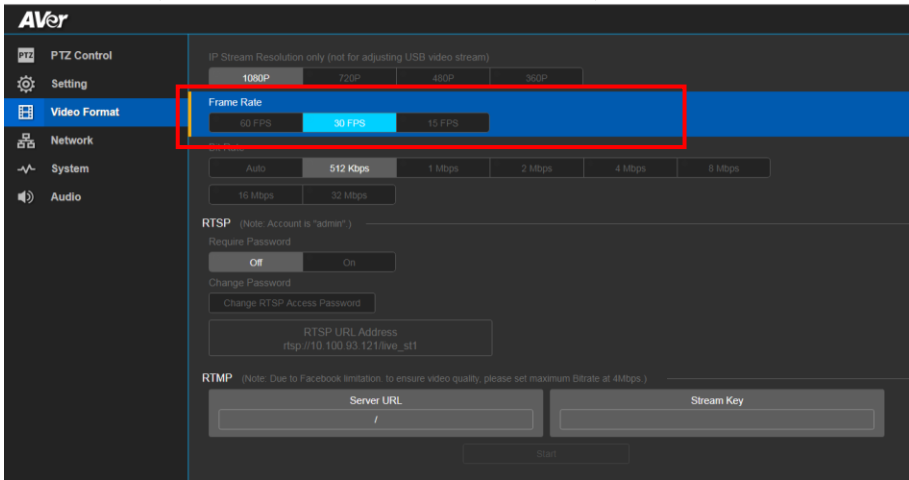 AVer
PTZ PTZ Control
Setting
Video Format
Network
System
Audio
IP Stream Resolution only (not for adjusting USB video stream)
1080P 720P 480P 360P
Frame Rate
60 FPS 30 FPS 15 FPS
Bit Rate
Auto 512 Kbps 1 Mbps 2 Mbps 4 Mbps 8 Mbps
16 Mbps 32 Mbps
RTSP (Note: Account is "admin".)
Require Password
Off On
Change Password
Change RTSP Access Password
RTSP URL Address
rtsp://10.100.93.121/live_st1
RTMP (Note: Due to Facebook limitation. to ensure video quality, please set maximum Bitrate at 4Mbps.)
Server URL Stream Key
/
Start